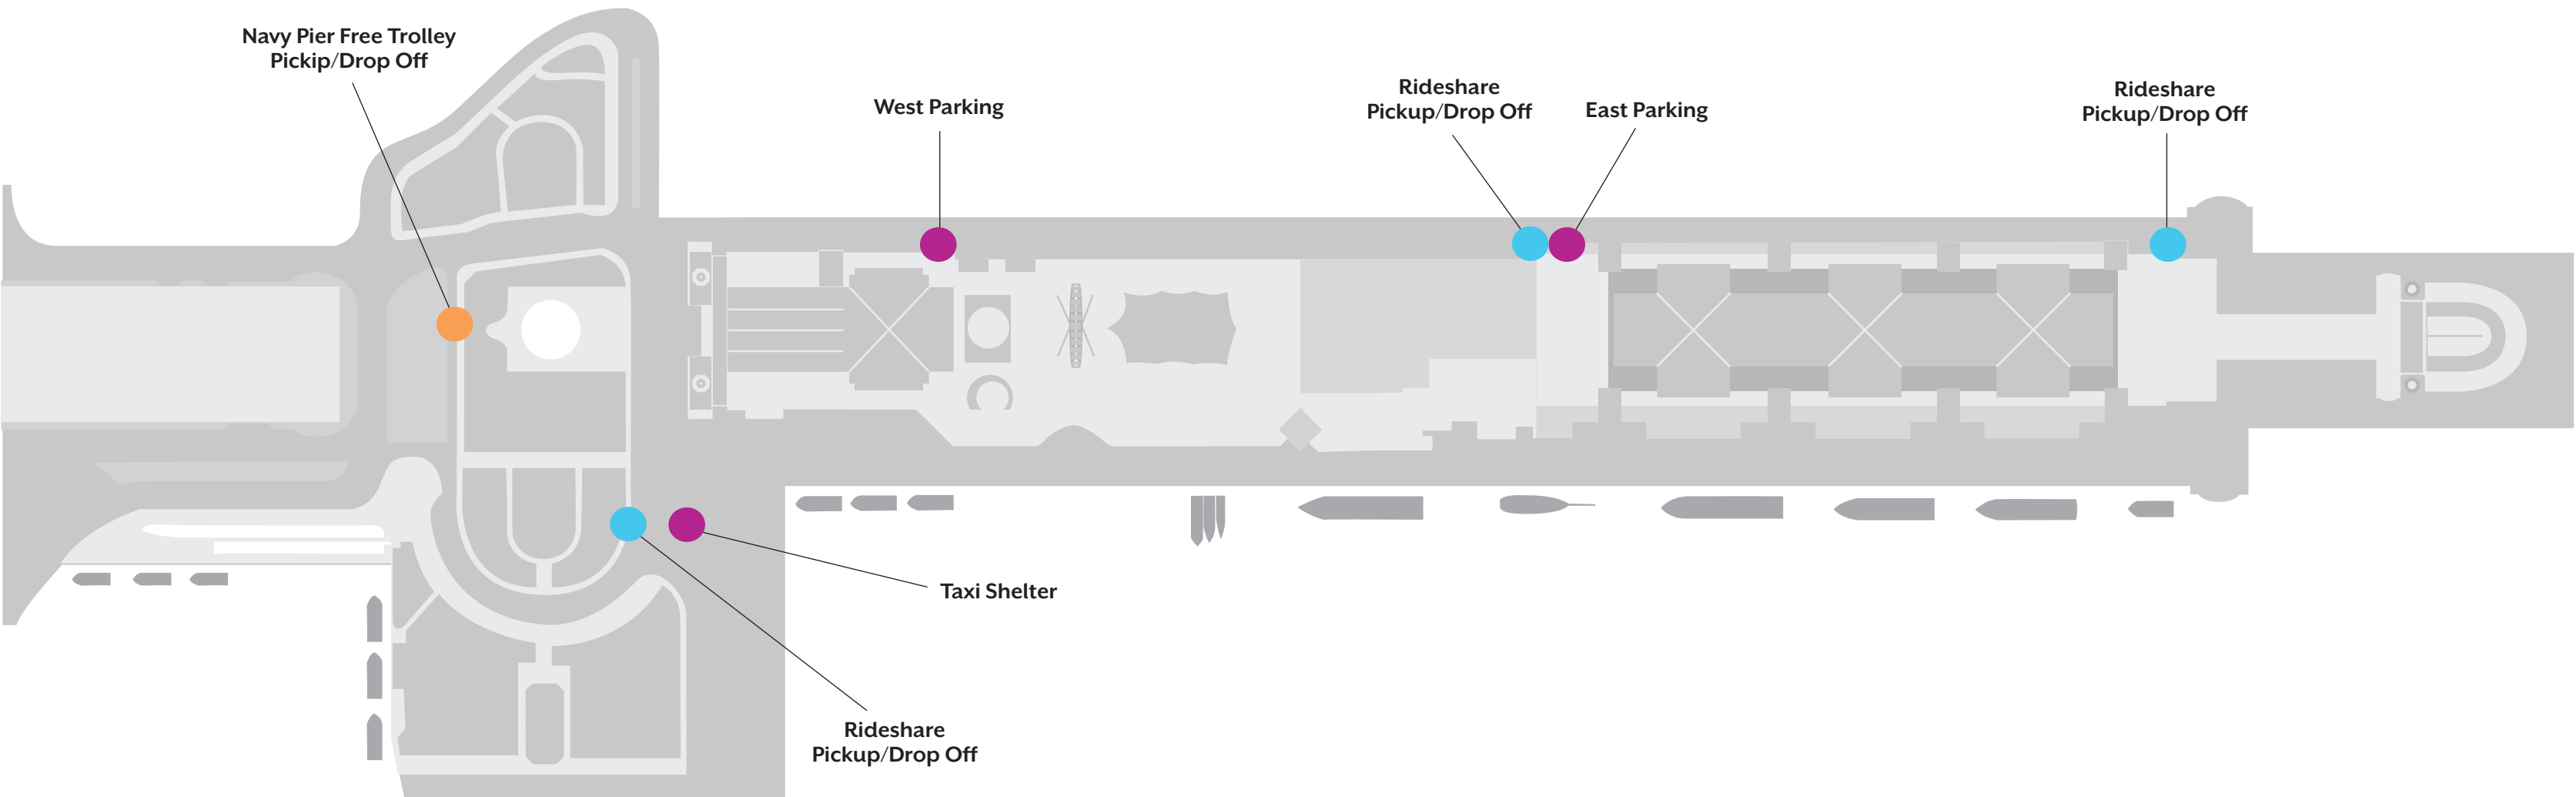 Navy Pier Free Trolley
Pickip/Drop Off
West Parking
Rideshare
Pickup/Drop Off
East Parking
Rideshare
Pickup/Drop Off
Taxi Shelter
Rideshare
Pickup/Drop Off